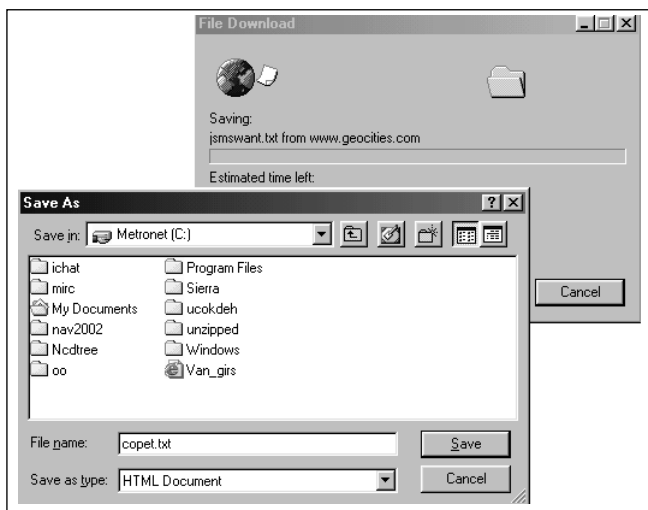 File Download
Saving:
jsmswant.txt from www.geocities.com
Estimated time left:
Cancel
Save As
Save in: Metronet (C:)
ichat
mirc
My Documents
nav2002
Ncdtree
oo
Program Files
Sierra
ucokdeh
unzipped
Windows
Van_girs
File name: copet.txt
Save
Save as type: HTML Document
Cancel